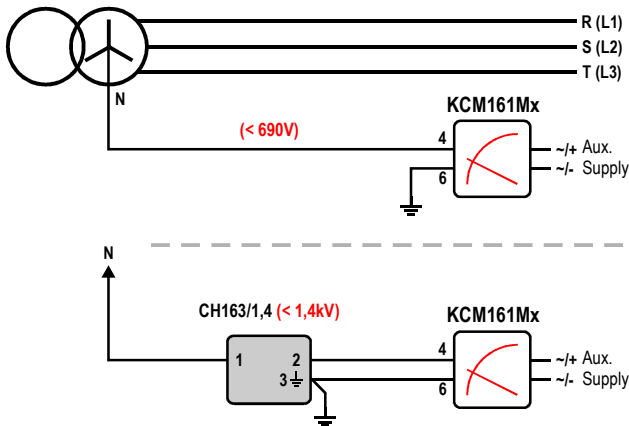 R (L1)
S (L2)
T (L3)
N
KCM161Mx
(< 690V)
4
~/+ Aux.
6
~/- Supply
N
CH163/1,4 (< 1,4kV)
KCM161Mx
1
2
4
~/+ Aux.
3
6
~/- Supply